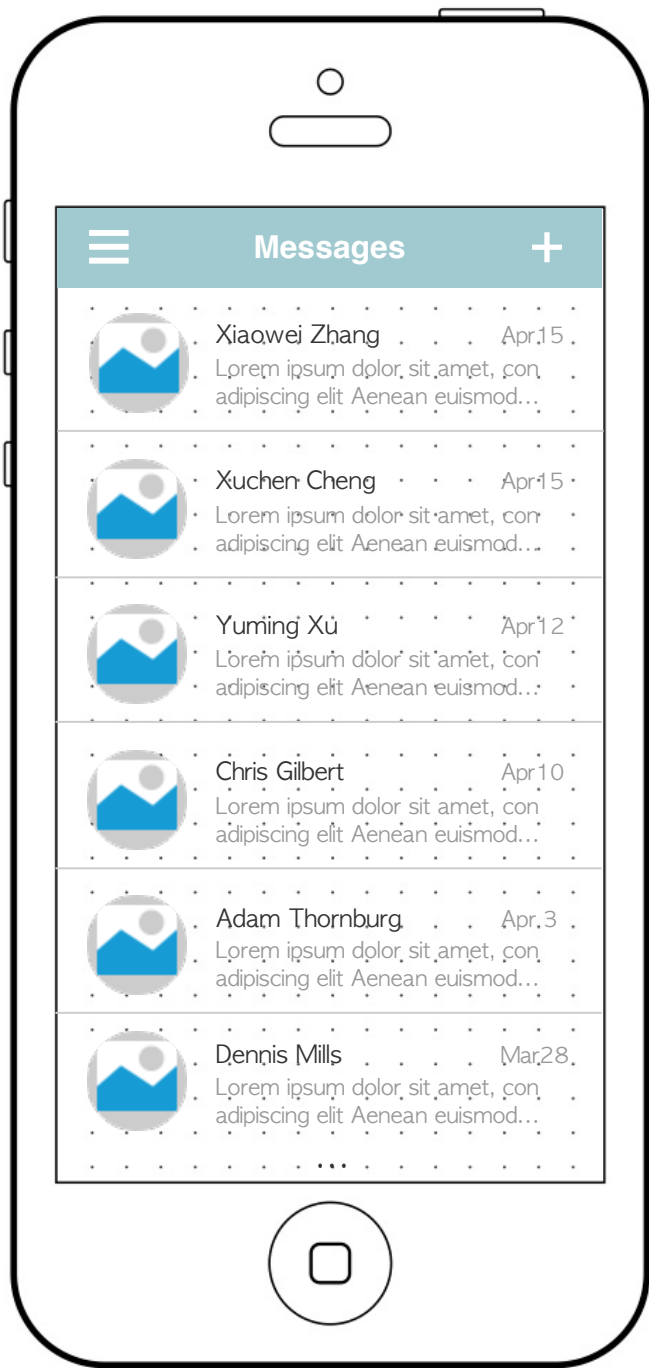 Messages
Xiaowei Zhang Apr 15
Lorem ipsum dolor sit amet, con
adipiscing elit Aenean euismod...
Xuchen Cheng Apr 15
Lorem ipsum dolor sit amet, con
adipiscing elit Aenean euismod...
Yuming Xu Apr 12
Lorem ipsum dolor sit amet, con
adipiscing elit Aenean euismod...
Chris Gilbert Apr 10
Lorem ipsum dolor sit amet, con
adipiscing elit Aenean euismod...
Adam Thornburg Apr 3
Lorem ipsum dolor sit amet, con
adipiscing elit Aenean euismod...
Dennis Mills Mar 28
Lorem ipsum dolor sit amet, con
adipiscing elit Aenean euismod...
...